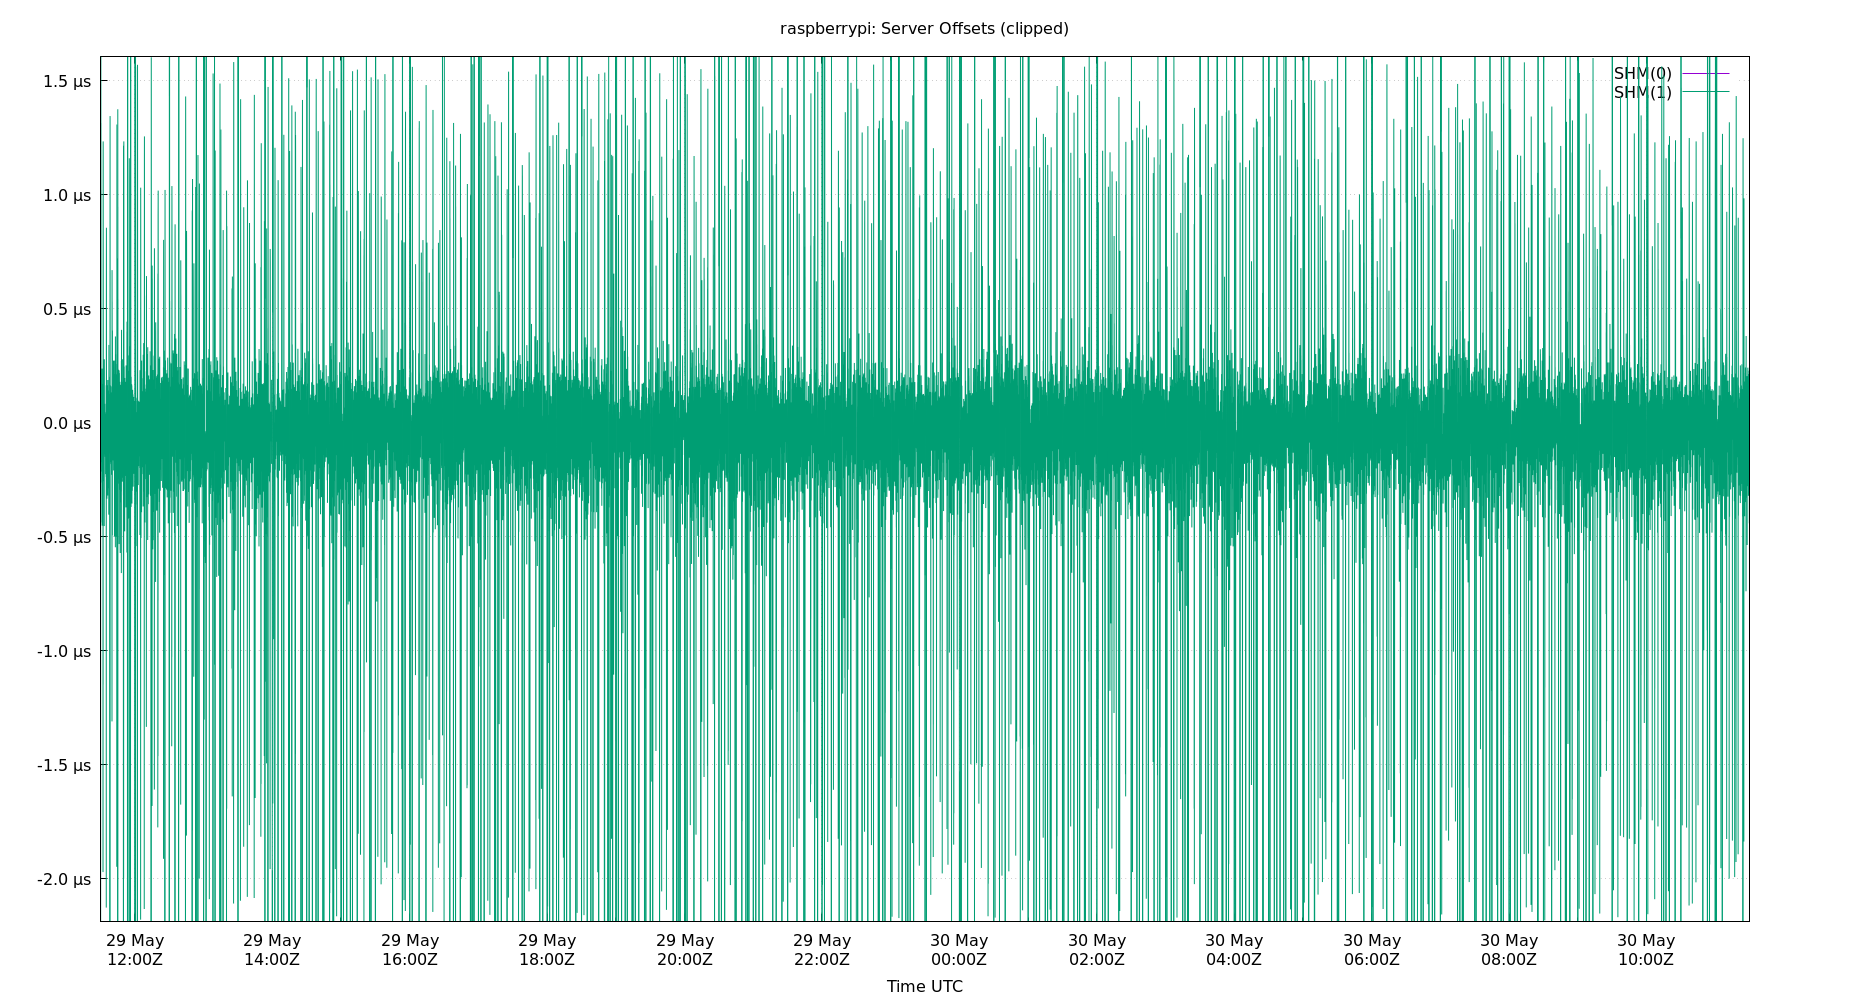 raspberrypi: Server Offsets (clipped)
SHM(0)
SHM(1)
1.5 µs
1.0 µs
0.5 µs
0.0 µs
-0.5 µs
-1.0 µs
-1.5 µs
-2.0 µs
29 May 29 May 29 May 29 May 29 May 29 May 30 May 30 May 30 May 30 May 30 May 30 May
12:00Z 14:00Z 16:00Z 18:00Z 20:00Z 22:00Z 00:00Z 02:00Z 04:00Z 06:00Z 08:00Z 10:00Z
Time UTC